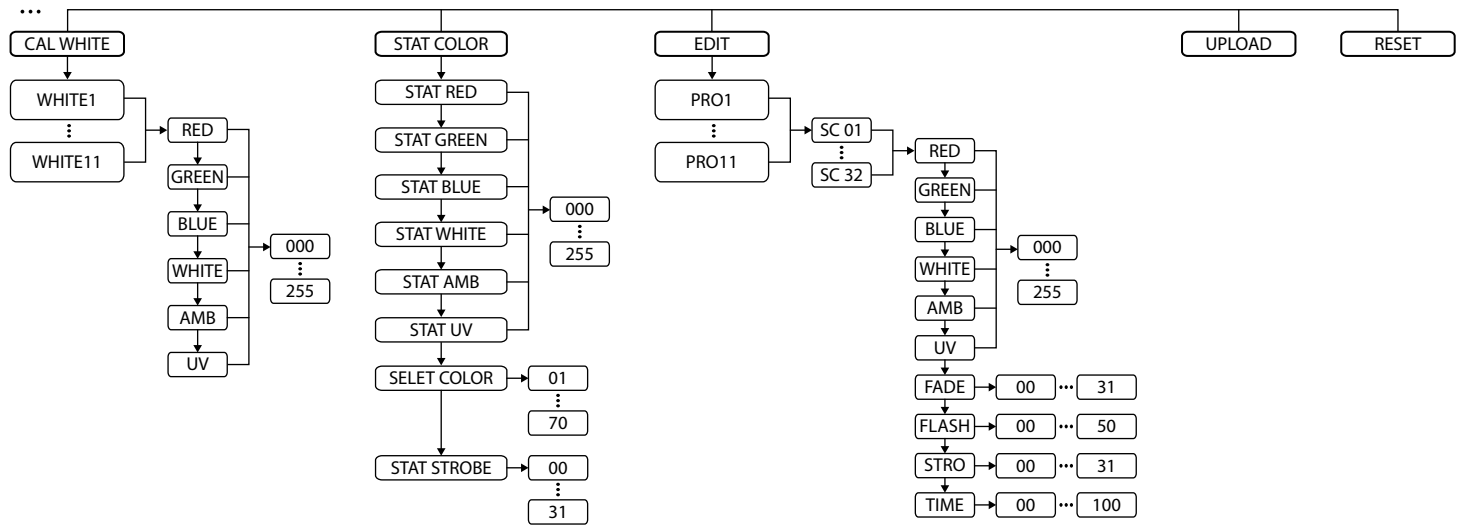 ...
CAL WHITE
STAT COLOR
EDIT
UPLOAD
RESET
WHITE1
WHITE11
RED
GREEN
BLUE
WHITE
AMB
UV
000
255
STAT RED
STAT GREEN
STAT BLUE
STAT WHITE
STAT AMB
STAT UV
000
255
SELET COLOR
01
70
STAT STROBE
00
31
PRO1
PRO11
SC 01
SC 32
RED
GREEN
BLUE
WHITE
AMB
UV
000
255
FADE 00 ... 31
FLASH 00 ... 50
STRO 00 ... 31
TIME 00 ... 100